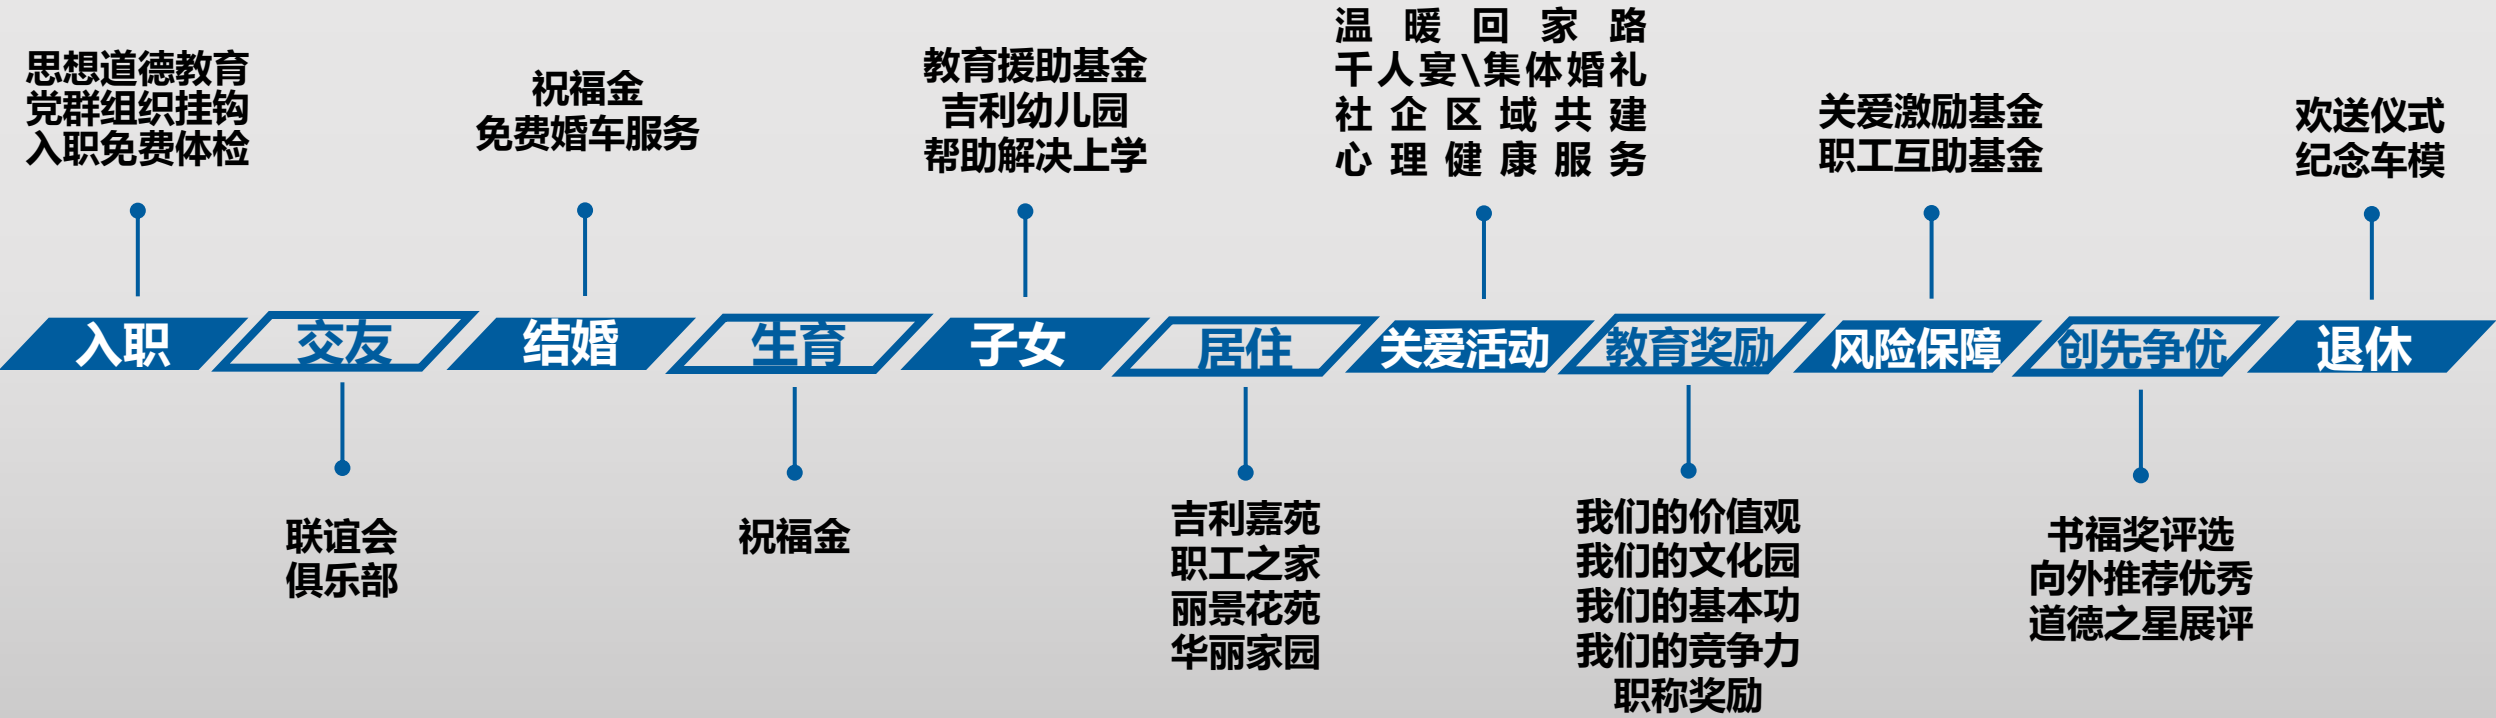 思想道德教育
党群组织挂钩
入职免费体检
祝福金
免费婚车服务
教育援助基金
吉利幼儿园
帮助解决上学
温暖回家路
千人宴\集体婚礼
社企区域共建
心理健康服务
关爱激励基金
职工互助基金
欢送仪式
纪念车模
入职
交友
结婚
生育
子女
居住
关爱活动
教育奖励
风险保障
创先争优
退休
联谊会
俱乐部
祝福金
吉利嘉苑
职工之家
丽景花苑
华丽家园
我们的价值观
我们的文化园
我们的基本功
我们的竞争力
职称奖励
书福奖评选
向外推荐优秀
道德之星展评